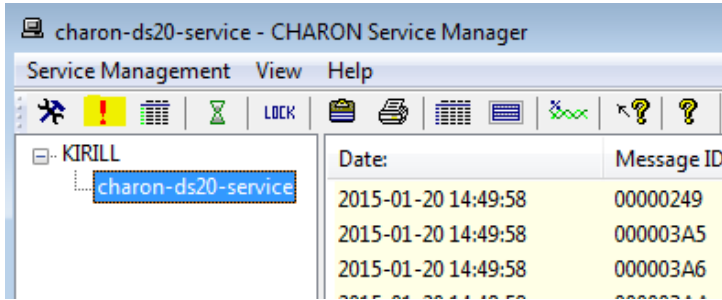 charon-ds20-service - CHARON Service Manager
Service Management View Help
! LOCK ? ?
KIRILL
charon-ds20-service
Date: Message ID
2015-01-20 14:49:58 00000249
2015-01-20 14:49:58 000003A5
2015-01-20 14:49:58 000003A6